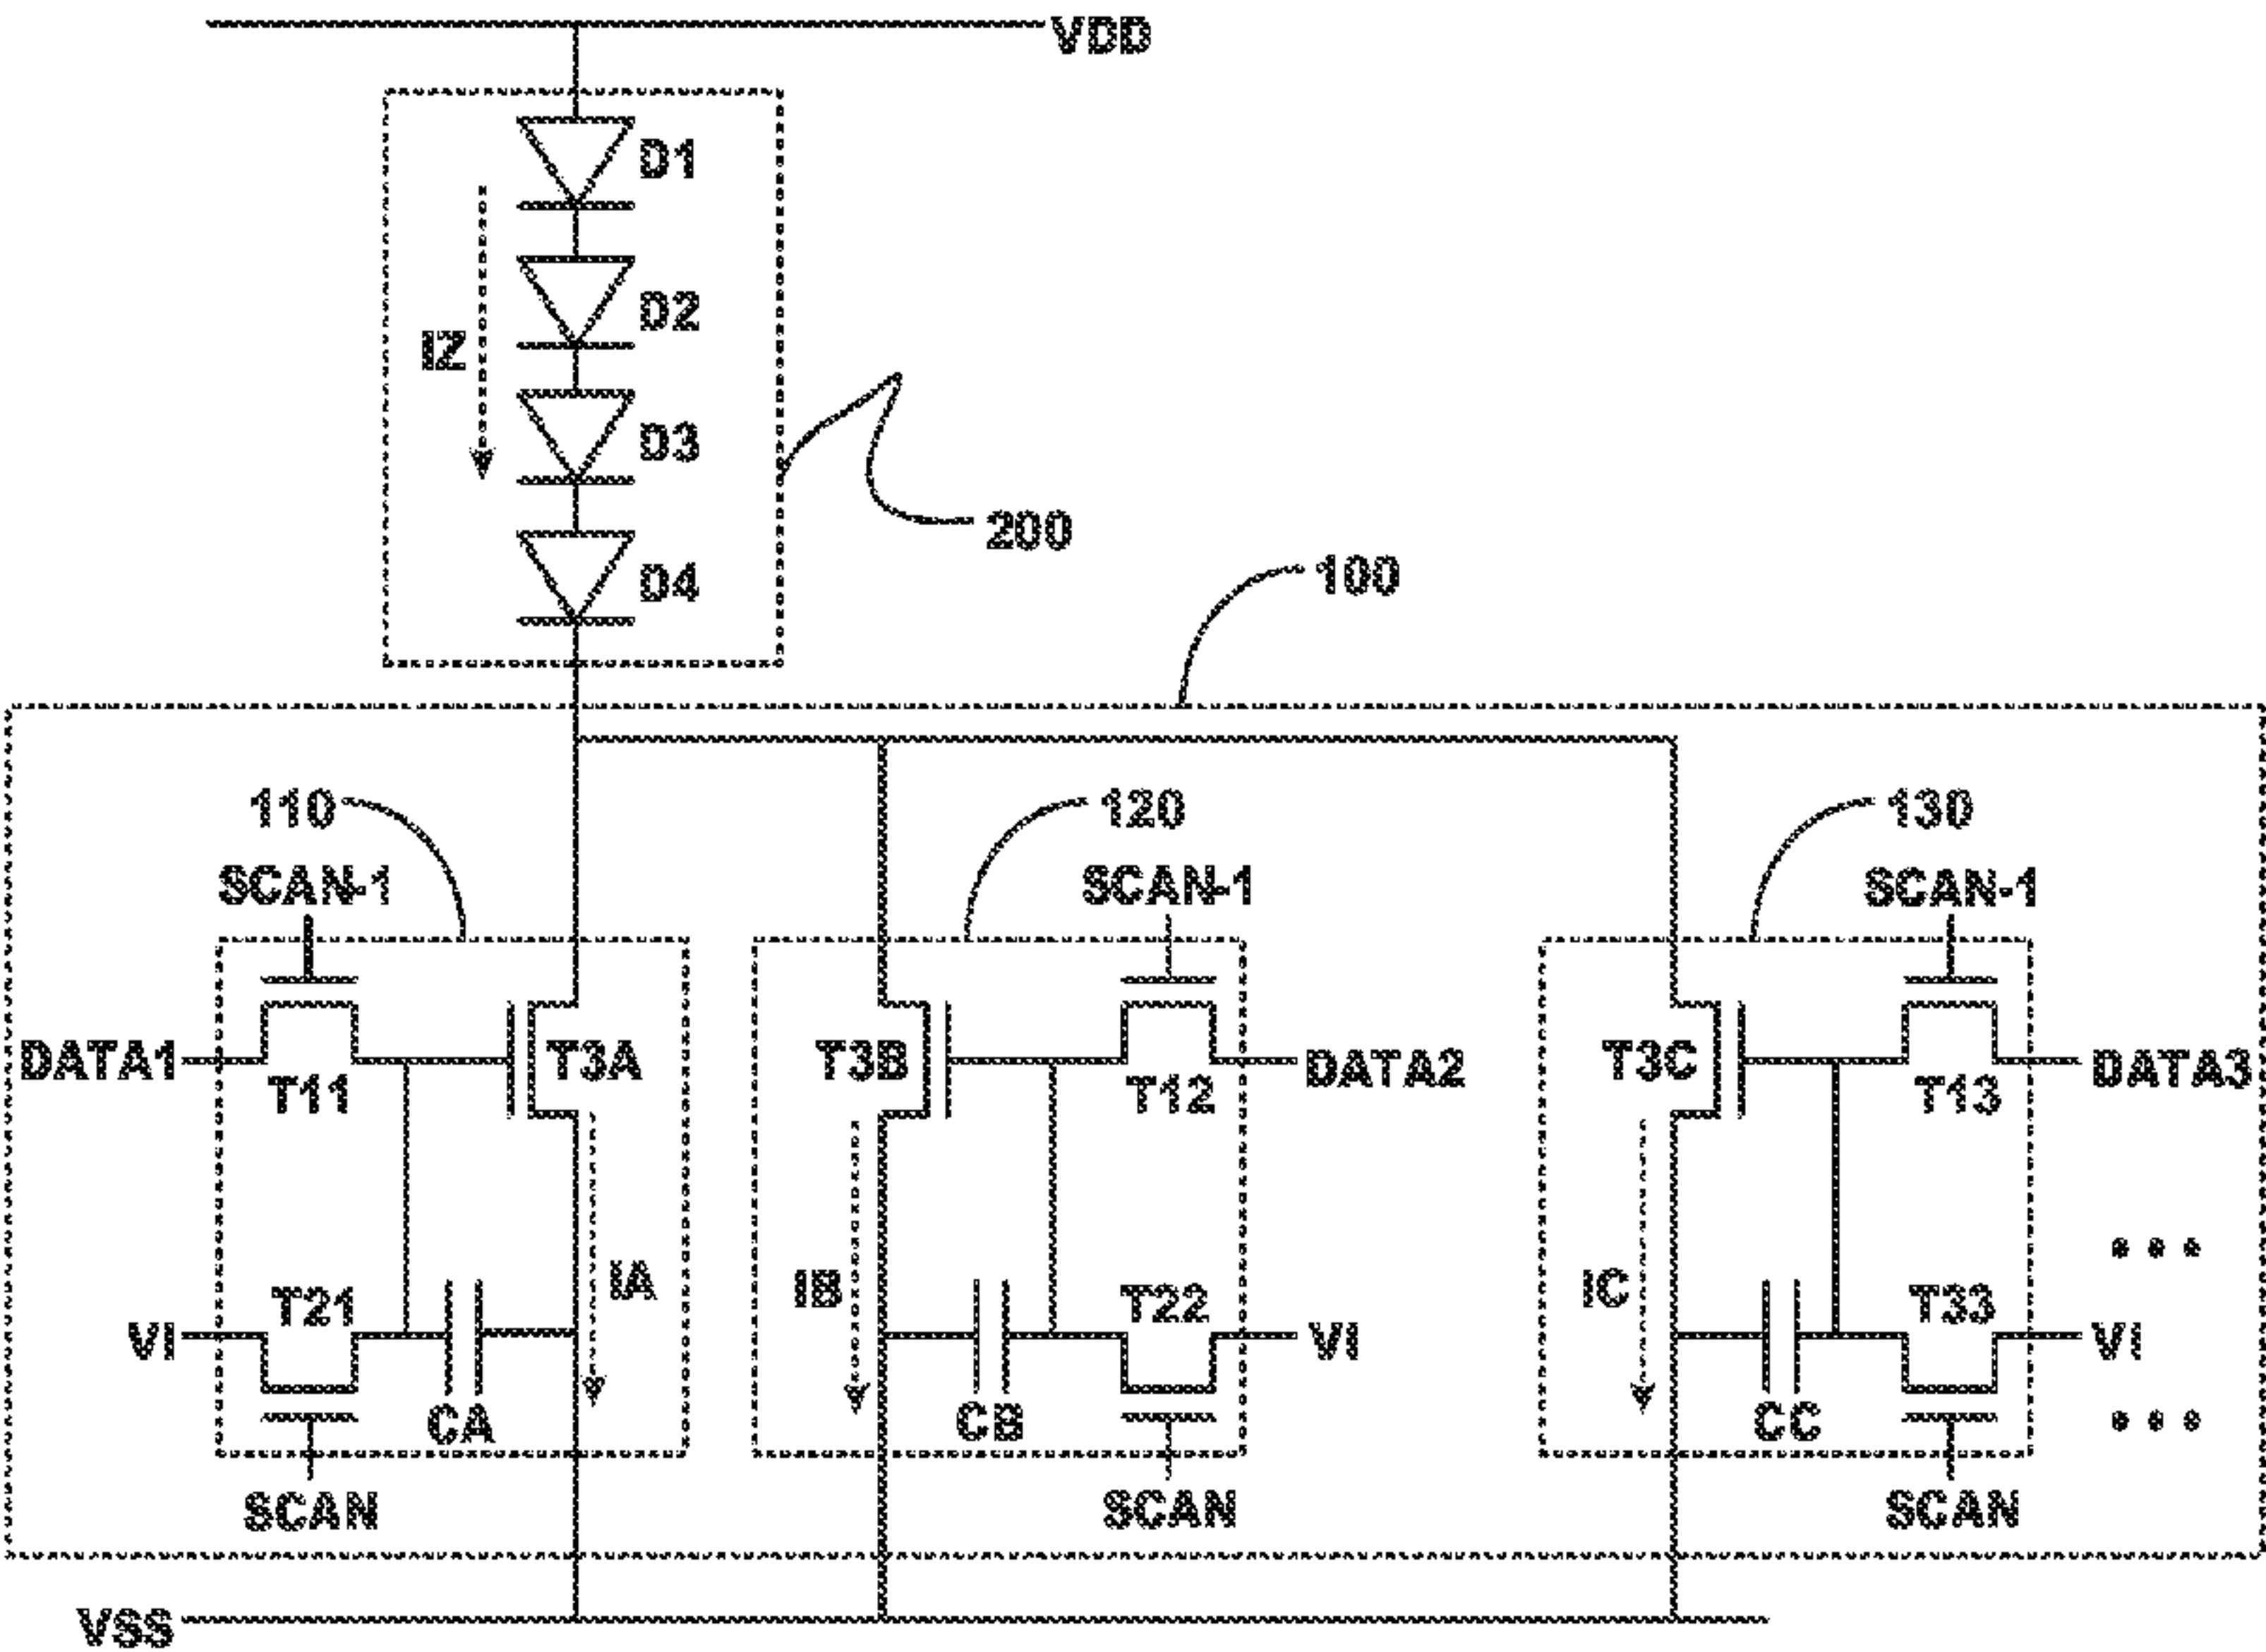 VDD
D1
D2
IZ
D3
200
D4
100
110
120
130
SCAN-1
SCAN-1
SCAN-1
DATA1
T11
T3A
T3B
T12
DATA2
T3C
T13
DATA3
VI
T21
CA
IA
IB
CB
T22
VI
IC
CC
T33
VI
...
...
SCAN
SCAN
SCAN
VSS